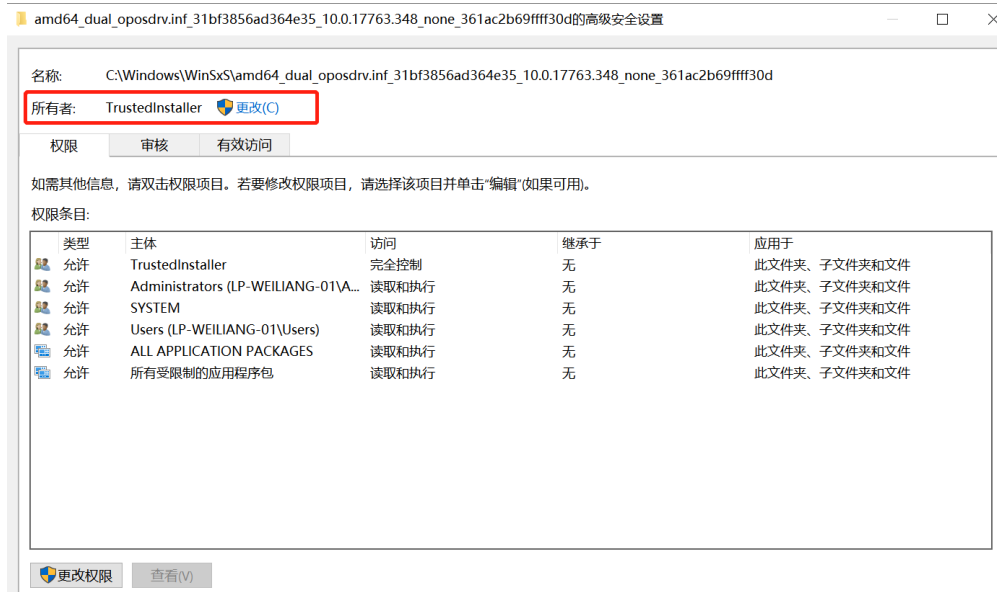 amd64_dual_oposdrv.inf_31bf3856ad364e35_10.0.17763.348_none_361ac2b69ffff30d的高级安全设置
名称: C:\Windows\WinSxS\amd64_dual_oposdrv.inf_31bf3856ad364e35_10.0.17763.348_none_361ac2b69ffff30d
所有者: TrustedInstaller 更改(C)
权限 审核 有效访问
如需其他信息，请双击权限项目。若要修改权限项目，请选择该项目并单击“编辑”(如果可用)。
权限条目:
类型 主体 访问 继承于 应用于
允许 TrustedInstaller 完全控制 无 此文件夹、子文件夹和文件
允许 Administrators (LP-WEILIANG-01\A... 读取和执行 无 此文件夹、子文件夹和文件
允许 SYSTEM 读取和执行 无 此文件夹、子文件夹和文件
允许 Users (LP-WEILIANG-01\Users) 读取和执行 无 此文件夹、子文件夹和文件
允许 ALL APPLICATION PACKAGES 读取和执行 无 此文件夹、子文件夹和文件
允许 所有受限制的应用程序包 读取和执行 无 此文件夹、子文件夹和文件
更改权限 查看(V)